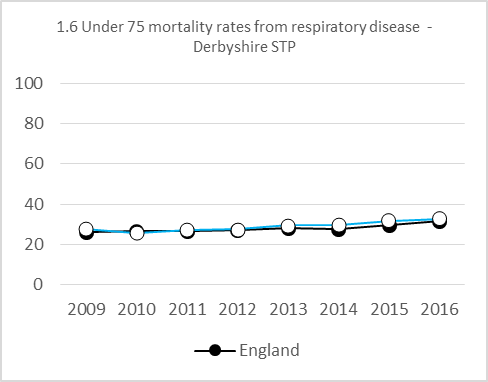 1.6 Under 75 mortality rates from respiratory disease -
Derbyshire STP
100
80
60
40
20
0
2009 2010 2011 2012 2013 2014 2015 2016
England